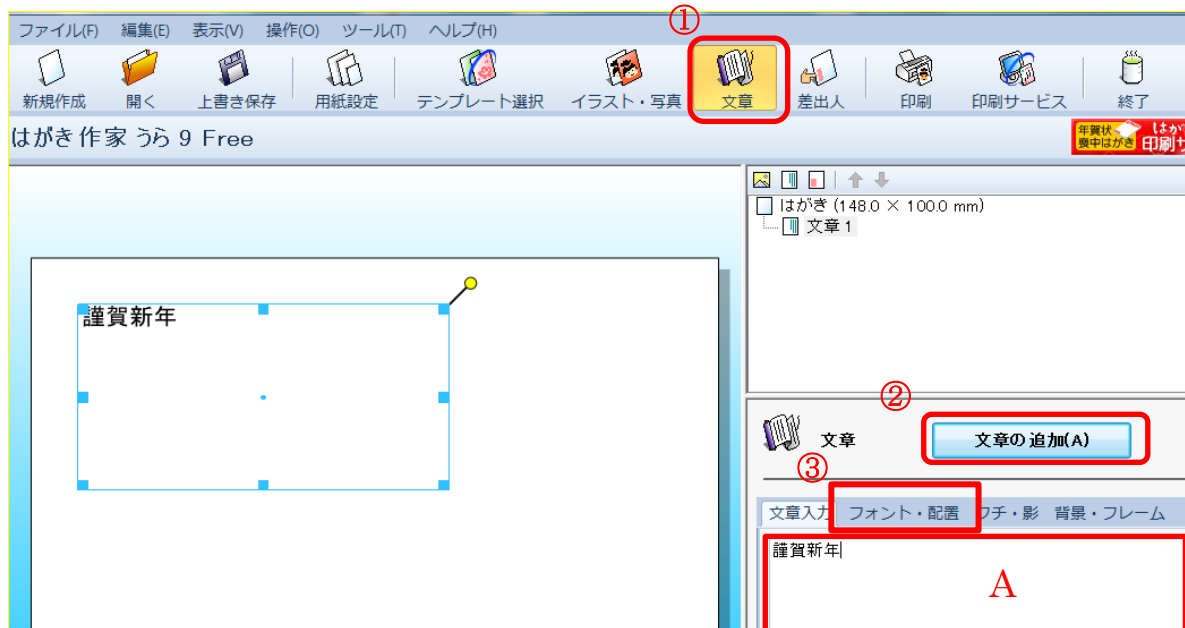 ①
ファイル(F) 編集(E) 表示(V) 操作(O) ツール(T) ヘルプ(H)
新規作成 開く 上書き保存 用紙設定 テンプレート選択 イラスト・写真 文章 差出人 印刷 印刷サービス 終了
はがき作家 うら 9 Free
年賀状 喪中はがき
はが
印刷サ
はがき (148.0 × 100.0 mm)
文章 1
謹賀新年
②
文章 文章の追加(A)
③
文章入力 フォント・配置 フチ・影 背景・フレーム
謹賀新年
A